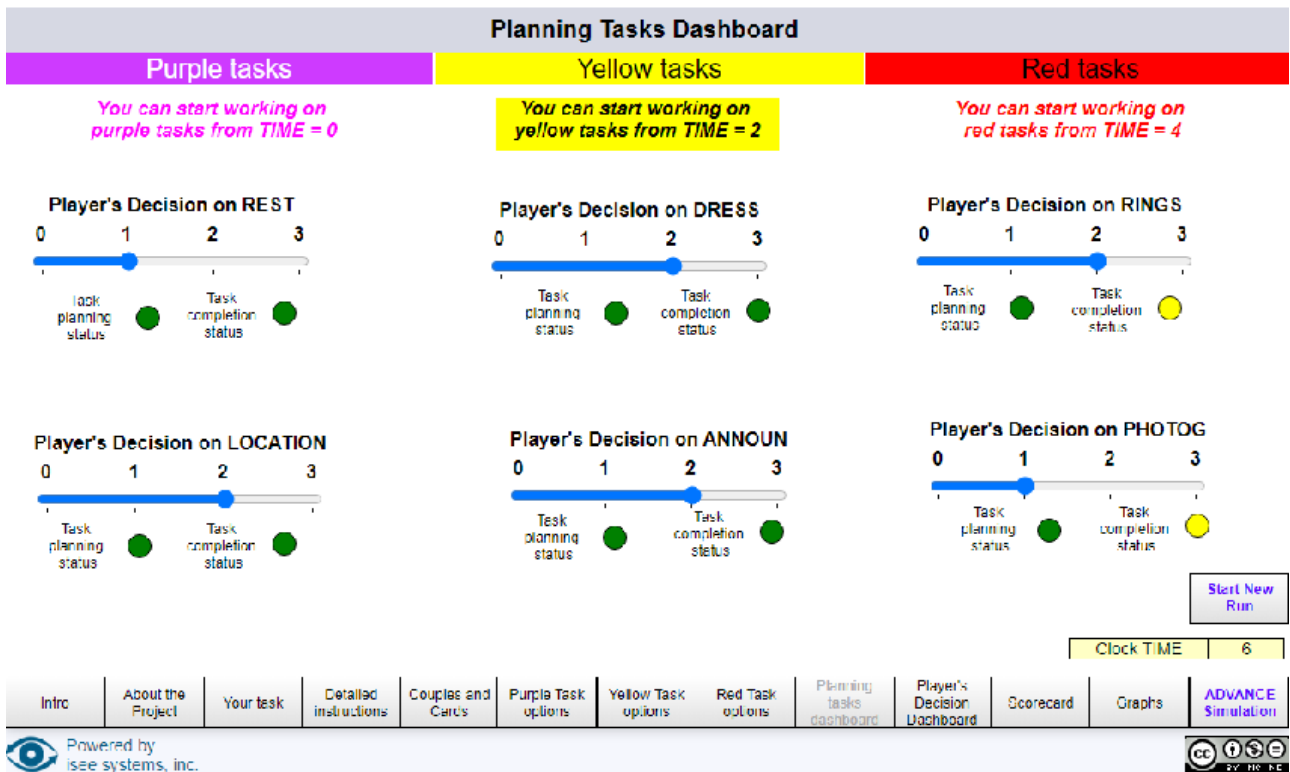 Planning Tasks Dashboard
Purple tasks
Yellow tasks
Red tasks
You can start working on
purple tasks from TIME = 0
You can start working on
yellow tasks from TIME = 2
You can start working on
red tasks from TIME = 4
Player's Decision on REST
0 1 2 3
Task
planning
status
Task
completion
status
Player's Decision on DRESS
0 1 2 3
Task
planning
status
Task
completion
status
Player's Decision on RINGS
0 1 2 3
Task
planning
status
Task
completion
status
Player's Decision on LOCATION
0 1 2 3
Task
planning
status
Task
completion
status
Player's Decision on ANNOUN
0 1 2 3
Task
planning
status
Task
completion
status
Player's Decision on PHOTOG
0 1 2 3
Task
planning
status
Task
completion
status
Start New
Run
Clock TIME 6
Intro
About the
Project
Your task
Detailed
instructions
Couples and
Cards
Purple Task
options
Yellow Task
options
Red Task
options
Planning
tasks
dashboard
Player's
Decision
Dashboard
Scorecard
Graphs
ADVANCE
Simulation
Powered by
isee systems, inc.
cc
BY NC ND